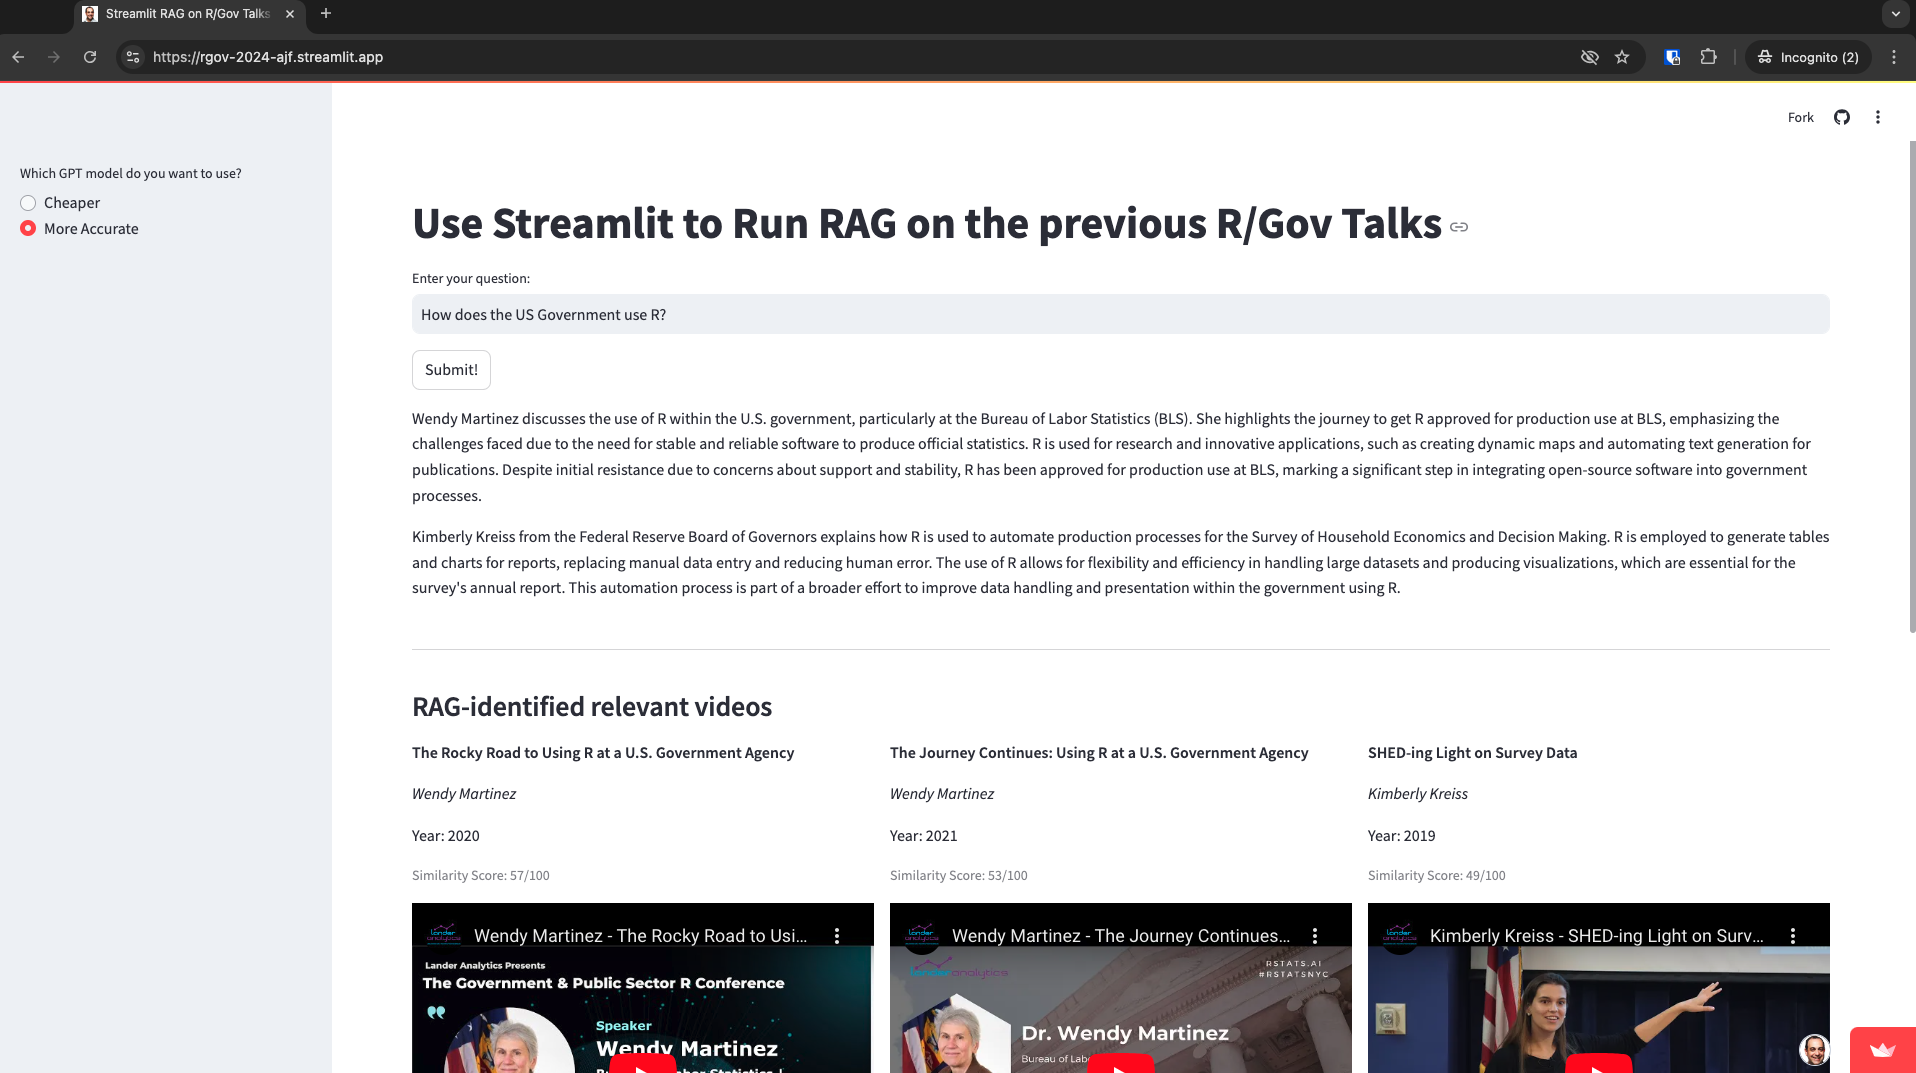 Streamlit RAG on R/Gov Talks
https://rgov-2024-ajf.streamlit.app
Incognito (2)
Fork
Which GPT model do you want to use?
Cheaper
More Accurate
Use Streamlit to Run RAG on the previous R/Gov Talks
Enter your question:
How does the US Government use R?
Submit!
Wendy Martinez discusses the use of R within the U.S. government, particularly at the Bureau of Labor Statistics (BLS). She highlights the journey to get R approved for production use at BLS, emphasizing the
challenges faced due to the need for stable and reliable software to produce official statistics. R is used for research and innovative applications, such as creating dynamic maps and automating text generation for
publications. Despite initial resistance due to concerns about support and stability, R has been approved for production use at BLS, marking a significant step in integrating open-source software into government
processes.
Kimberly Kreiss from the Federal Reserve Board of Governors explains how R is used to automate production processes for the Survey of Household Economics and Decision Making. R is employed to generate tables
and charts for reports, replacing manual data entry and reducing human error. The use of R allows for flexibility and efficiency in handling large datasets and producing visualizations, which are essential for the
survey's annual report. This automation process is part of a broader effort to improve data handling and presentation within the government using R.
RAG-identified relevant videos
The Rocky Road to Using R at a U.S. Government Agency
Wendy Martinez
Year: 2020
Similarity Score: 57/100
lander analytics
Wendy Martinez - The Rocky Road to Usi...
Lander Analytics Presents
The Government & Public Sector R Conference
Speaker
Wendy Martinez
The Journey Continues: Using R at a U.S. Government Agency
Wendy Martinez
Year: 2021
Similarity Score: 53/100
lander analytics
Wendy Martinez - The Journey Continues...
lander analytics
RSTATS.AI
#RSTATSNYC
Dr. Wendy Martinez
Bureau of Labo
SHED-ing Light on Survey Data
Kimberly Kreiss
Year: 2019
Similarity Score: 49/100
lander analytics
Kimberly Kreiss - SHED-ing Light on Surv...